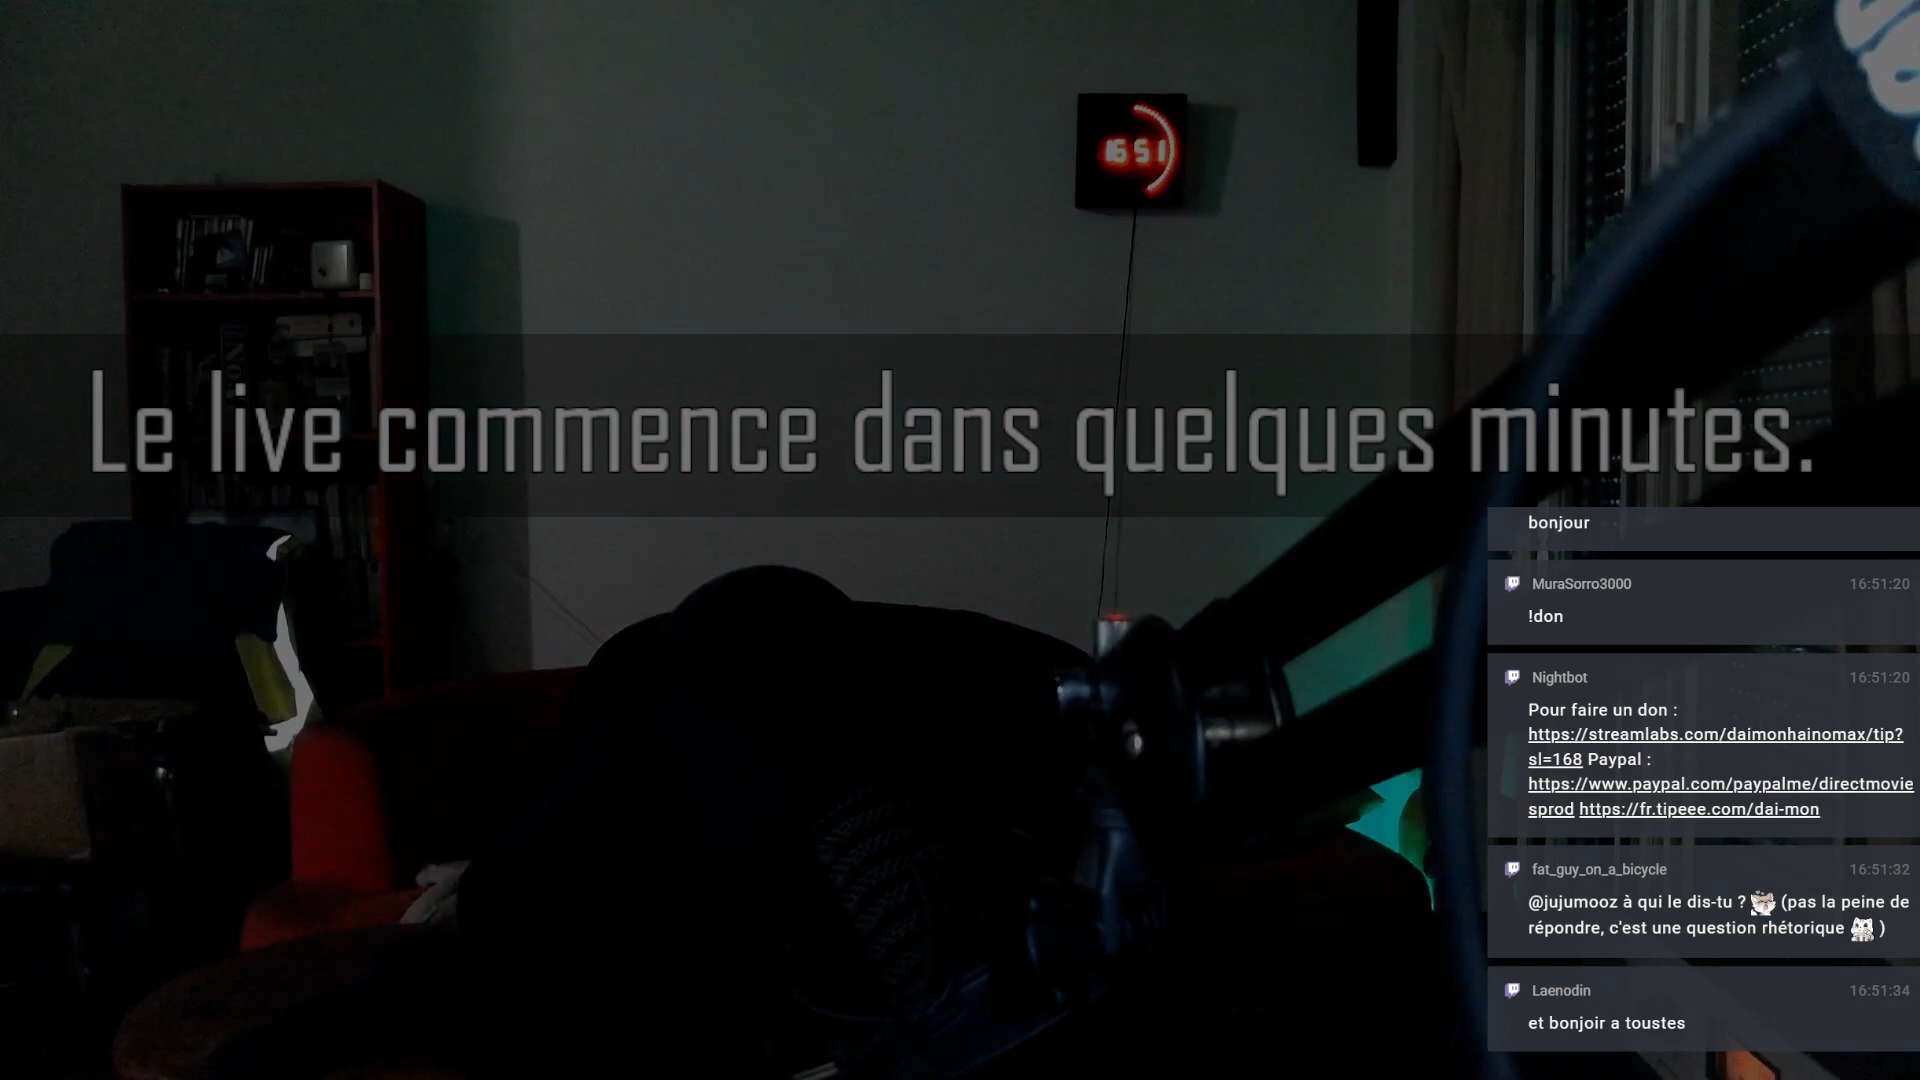 16 51
Le live commence dans quelques minutes.
bonjour
MuraSorro3000 16:51:20
!don
Nightbot 16:51:20
Pour faire un don :
https://streamlabs.com/daimonhainomax/tip?
sl=168 Paypal :
https://www.paypal.com/paypalme/directmovie
sprod https://fr.tipeee.com/dai-mon
fat_guy_on_a_bicycle 16:51:32
@jujumooz à qui le dis-tu ? (pas la peine de
répondre, c'est une question rhétorique )
Laenodin 16:51:34
et bonjoir a toustes